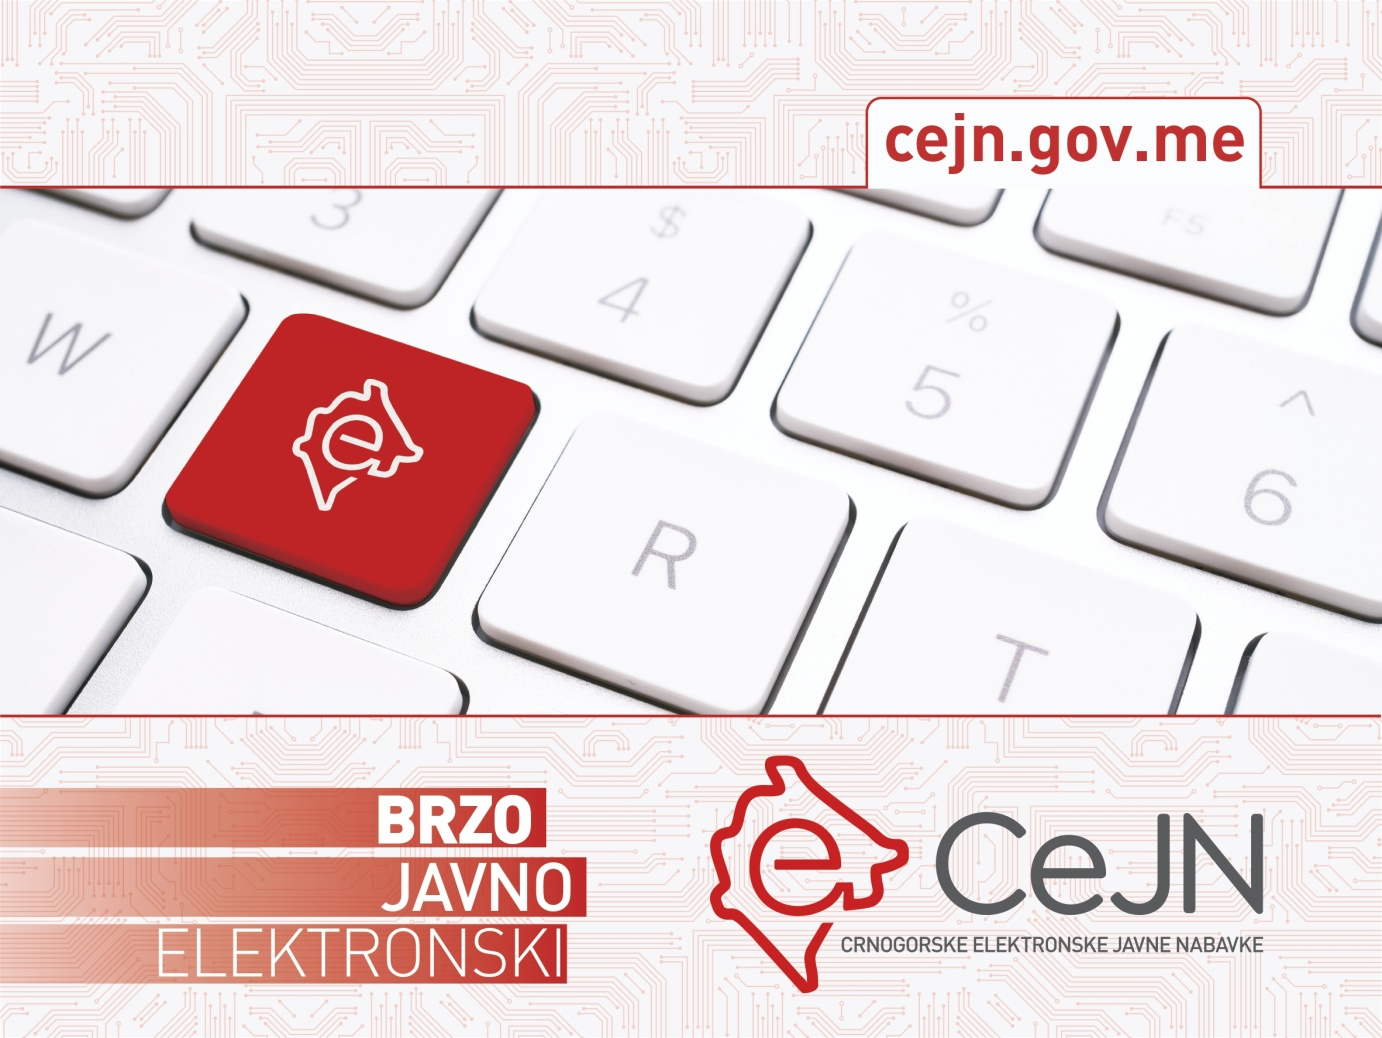 cejn.gov.me
3
$
4
F5
%
5
^
6
W
e
R
T
BRZO
JAVNO
ELEKTRONSKI
e
CeJN
CRNOGORSKE ELEKTRONSKE JAVNE NABAVKE